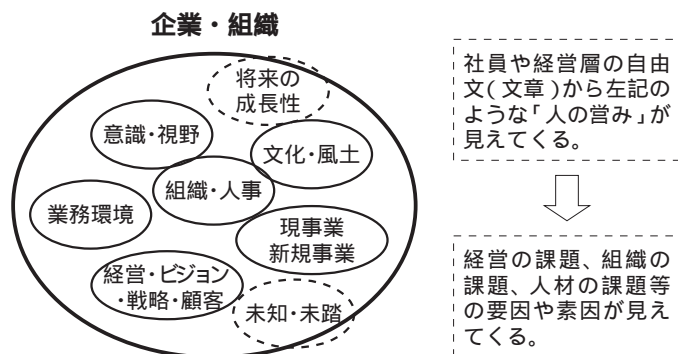 企業・組織
将来の
成長性
意識・視野
文化・風土
組織・人事
業務環境
現事業
新規事業
経営・ビジョン
・戦略・顧客
未知・未踏
社員や経営層の自由
文(文章)から左記の
ような「人の営み」が
見えてくる。
経営の課題、組織の
課題、人材の課題等
の要因や素因が見え
てくる。